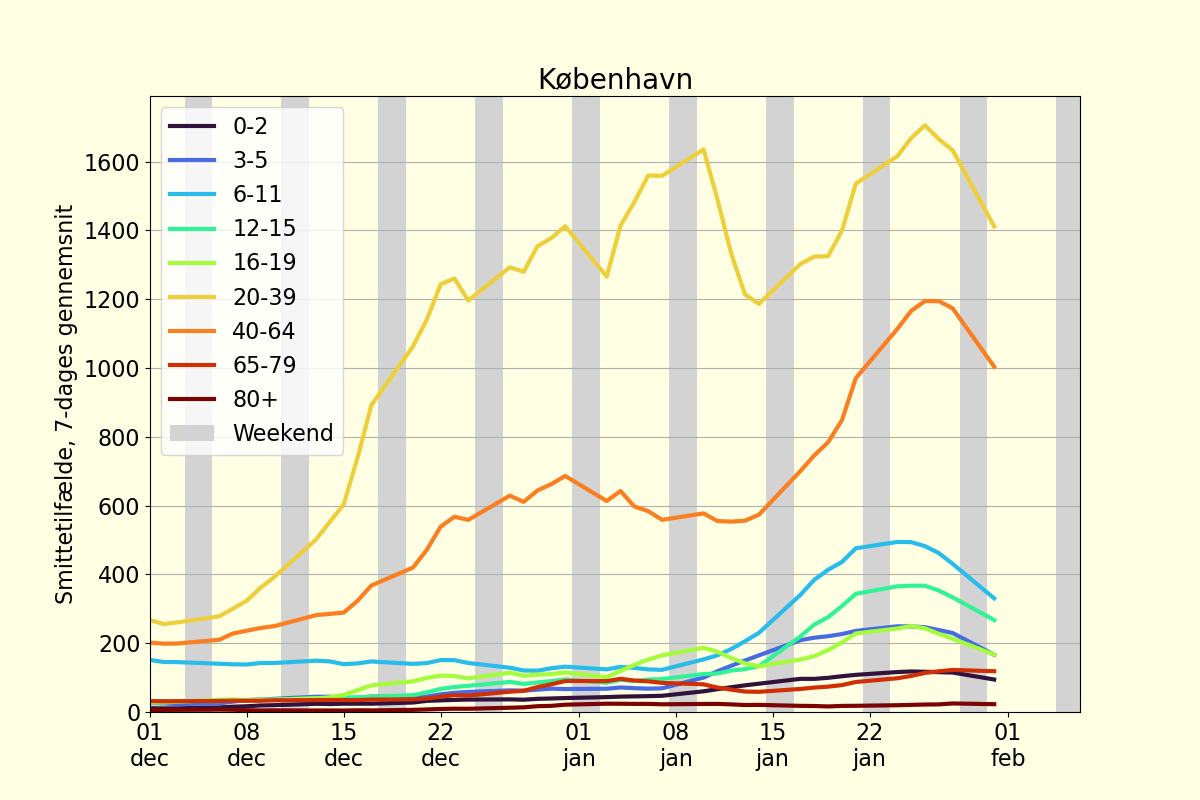 København
Smittetilfælde, 7-dages gennemsnit
0-2
3-5
6-11
12-15
16-19
20-39
40-64
65-79
80+
Weekend
1600
1400
1200
1000
800
600
400
200
0
01 dec
08 dec
15 dec
22 dec
01 jan
08 jan
15 jan
22 jan
01 feb